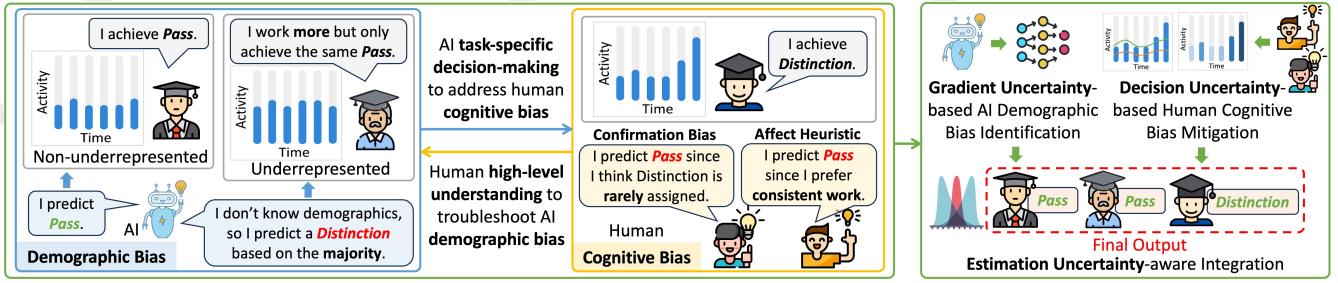 I achieve Pass.
Activity
Time
Non-underrepresented
I work more but only
achieve the same Pass.
Activity
Time
Underrepresented
I predict
Pass.
AI
I don't know demographics,
so I predict a Distinction
based on the majority.
Demographic Bias
AI task-specific
decision-making
to address human
cognitive bias
Human high-level
understanding to
troubleshoot AI
demographic bias
Activity
Time
I achieve
Distinction.
Confirmation Bias
I predict Pass since
I think Distinction is
rarely assigned.
Affect Heuristic
I predict Pass
since I prefer
consistent work.
Human
Cognitive Bias
Activity
Time
Activity
Time
Gradient Uncertainty-
based AI Demographic
Bias Identification
Decision Uncertainty-
based Human Cognitive
Bias Mitigation
Pass
Pass
Distinction
Final Output
Estimation Uncertainty-aware Integration